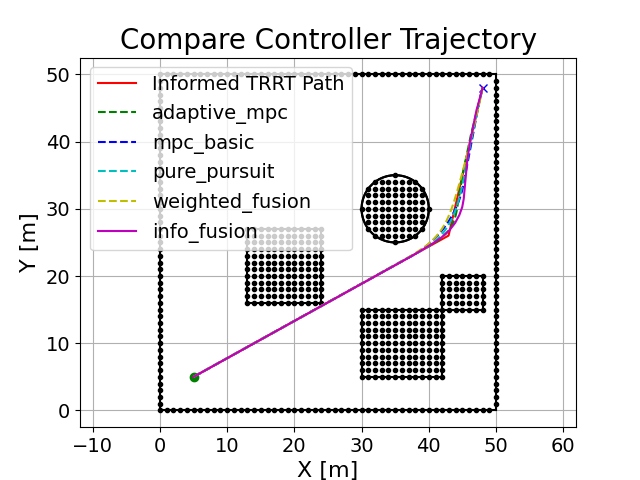 Compare Controller Trajectory
Informed TRRT Path
adaptive_mpc
mpc_basic
pure_pursuit
weighted_fusion
info_fusion
Y [m]
50
40
30
20
10
0
−10 0 10 20 30 40 50 60
X [m]